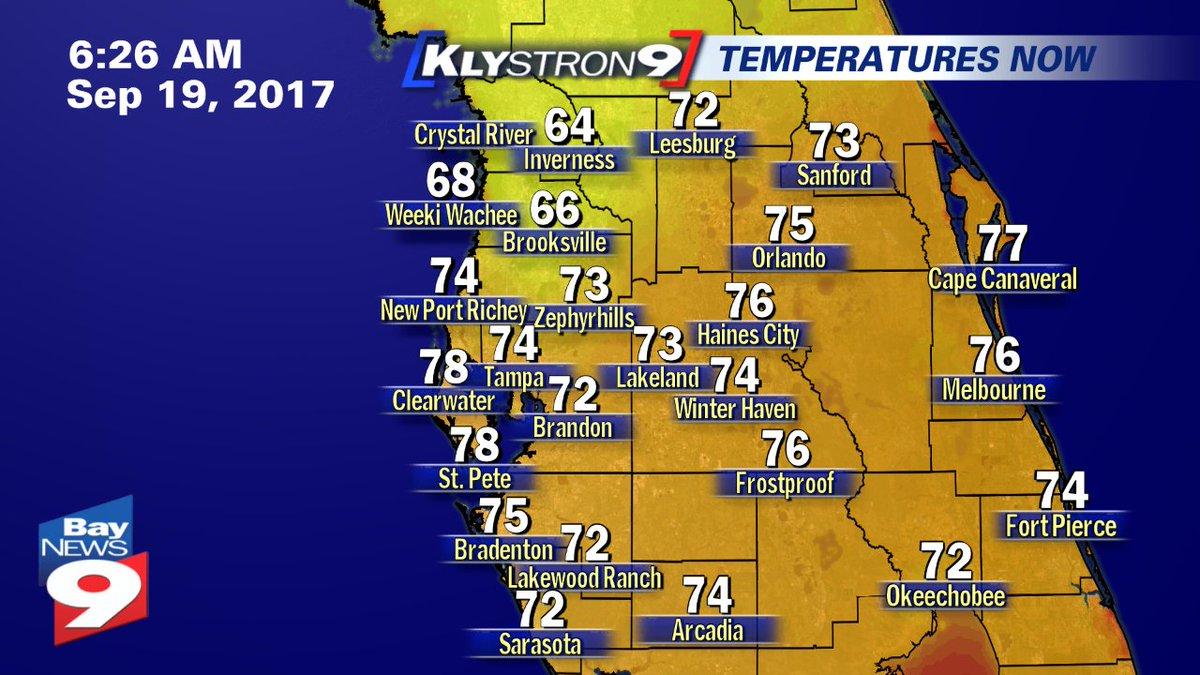 6:26 AM
Sep 19, 2017
KLYSTRON 9
TEMPERATURES NOW
Crystal River
64
Inverness
72
Leesburg
73
Sanford
68
Weeki Wachee
66
Brooksville
75
Orlando
77
Cape Canaveral
74
New Port Richey
73
Zephyrhills
76
Haines City
78
Clearwater
74
Tampa
73
Lakeland
74
Winter Haven
76
Melbourne
72
Brandon
78
St. Pete
76
Frostproof
74
Fort Pierce
75
Bradenton
72
Lakewood Ranch
72
Okeechobee
72
Sarasota
74
Arcadia
Bay
NEWS
9